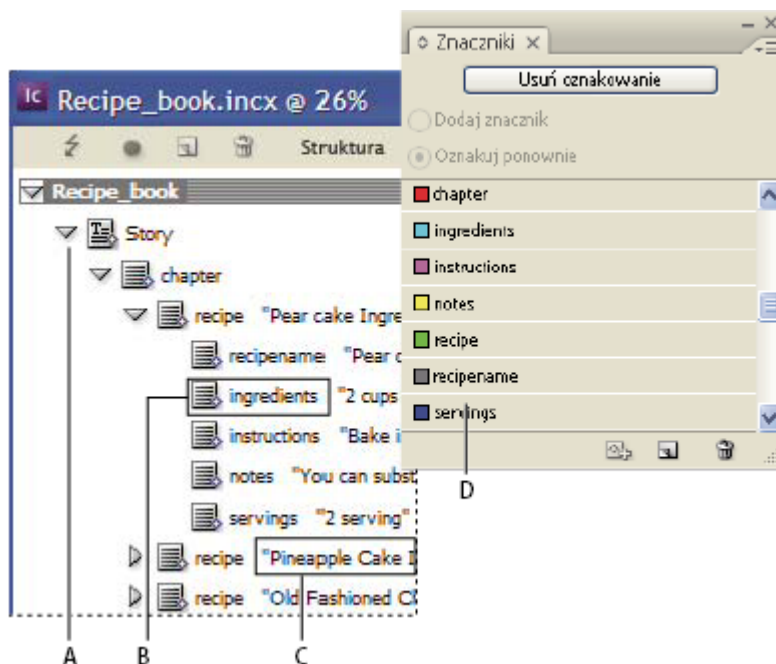 Znaczniki
Usuń oznakowanie
Dodaj znacznik
Oznakuj ponownie
chapter
ingredients
instructions
notes
recipe
recipename
servings
Ic Recipe_book.incx @ 26%
Struktura
Recipe_book
Story
chapter
recipe "Pear cake Ingre
recipename "Pear c
ingredients "2 cups
instructions "Bake i
notes "You can subst
servings "2 serving"
recipe "Pineapple Cake I
recipe "Old Fashioned C
A B C D